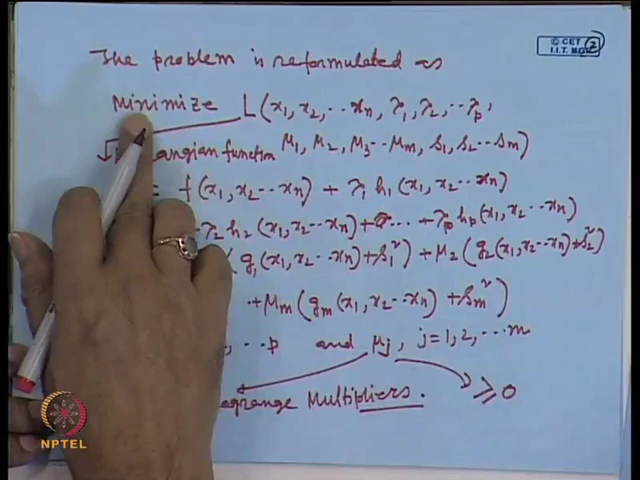 The problem is reformulated as
© CET
I.I.T. KGP
2
Minimize L(x1, x2, ·· xn, λ1, λ2, ·· λp,
μ1, μ2, μ3 ·· μm, s1, s2 ·· sm)
function
= f(x1, x2 ·· xn) + λ1 h1(x1, x2 ·· xn)
λ2 h2(x1, x2 ·· xn) + ··· + λp hp(x1, x2 ·· xn)
(g1(x1, x2 ·· xn) + s1²) + μ2 (g2(x1, x2 ·· xn) + s2²)
·· + μm (gm(x1, x2 ·· xn) + sm²)
, ·· p and μj, j = 1, 2, ·· m
Multipliers. ≥ 0
NPTEL